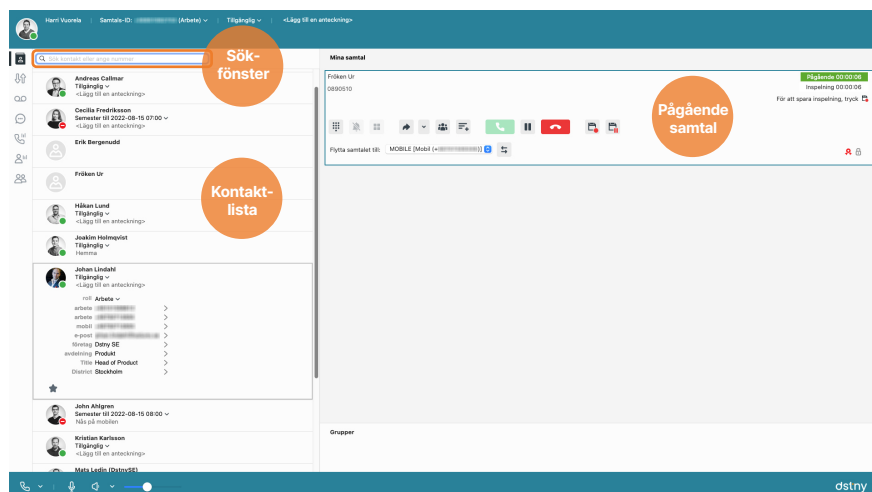 Harri Vuorela
Samtals-ID: (Arbete)
Tillgänglig
<Lägg till en anteckning>
Sök kontakt eller ange nummer
Sök-
fönster
Andreas Callmar
Tillgänglig
<Lägg till en anteckning>
Cecilia Fredriksson
Semester till 2022-08-15 07:00
<Lägg till en anteckning>
Erik Bergenudd
Fröken Ur
Kontakt-
lista
Håkan Lund
Tillgänglig
<Lägg till en anteckning>
Joakim Holmqvist
Tillgänglig
Hemma
Johan Lindahl
Tillgänglig
<Lägg till en anteckning>
roll Arbete
arbete
arbete
mobil
e-post
företag Dstny SE
avdelning Produkt
Title Head of Product
District Stockholm
John Ahlgren
Semester till 2022-08-15 08:00
Nås på mobilen
Kristian Karlsson
Tillgänglig
<Lägg till en anteckning>
Mats Ledin (DstnySE)
Mina samtal
Fröken Ur
Pågående 00:00:06
0890510
Inspelning 00:00:06
För att spara inspelning, tryck
Pågående
samtal
Flytta samtalet till: MOBILE [Mobil (+ )]
Grupper
dstny